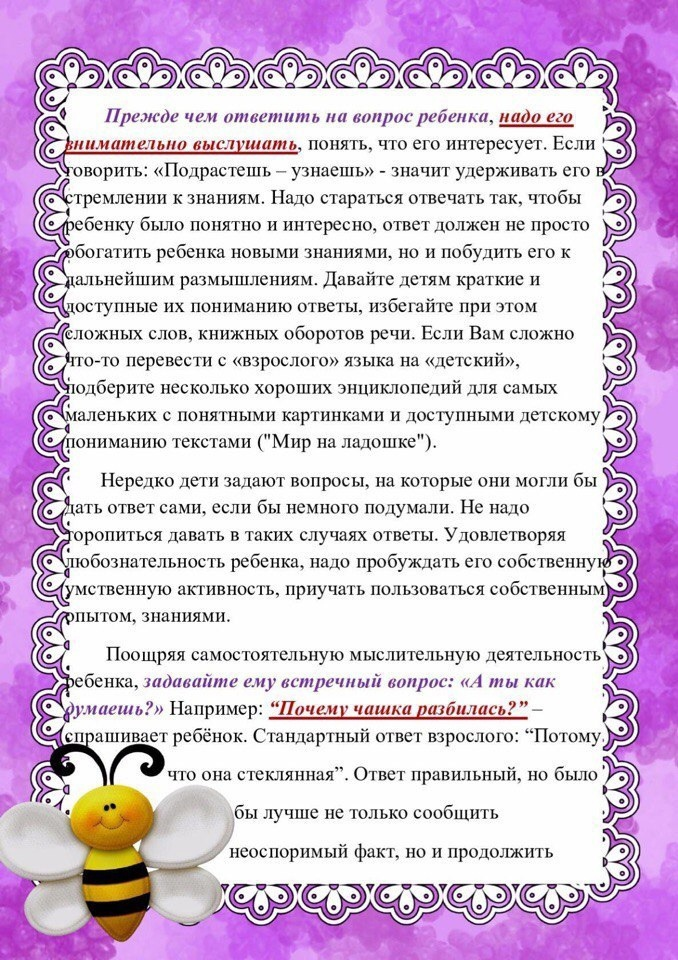 Прежде чем ответить на вопрос ребенка, надо его
внимательно выслушать, понять, что его интересует. Если
говорить: «Подрастешь – узнаешь» - значит удерживать его в
стремлении к знаниям. Надо стараться отвечать так, чтобы
ребенку было понятно и интересно, ответ должен не просто
обогатить ребенка новыми знаниями, но и побудить его к
дальнейшим размышлениям. Давайте детям краткие и
доступные их пониманию ответы, избегайте при этом
сложных слов, книжных оборотов речи. Если Вам сложно
что-то перевести с «взрослого» языка на «детский»,
подберите несколько хороших энциклопедий для самых
маленьких с понятными картинками и доступными детскому
пониманию текстами ("Мир на ладошке").
Нередко дети задают вопросы, на которые они могли бы
дать ответ сами, если бы немного подумали. Не надо
торопиться давать в таких случаях ответы. Удовлетворяя
любознательность ребенка, надо пробуждать его собственную
умственную активность, приучать пользоваться собственным
опытом, знаниями.
Поощряя самостоятельную мыслительную деятельность
ребенка, задавайте ему встречный вопрос: «А ты как
думаешь?» Например: “Почему чашка разбилась?” –
спрашивает ребёнок. Стандартный ответ взрослого: “Потому
что она стеклянная”. Ответ правильный, но было
бы лучше не только сообщить
неоспоримый факт, но и продолжить